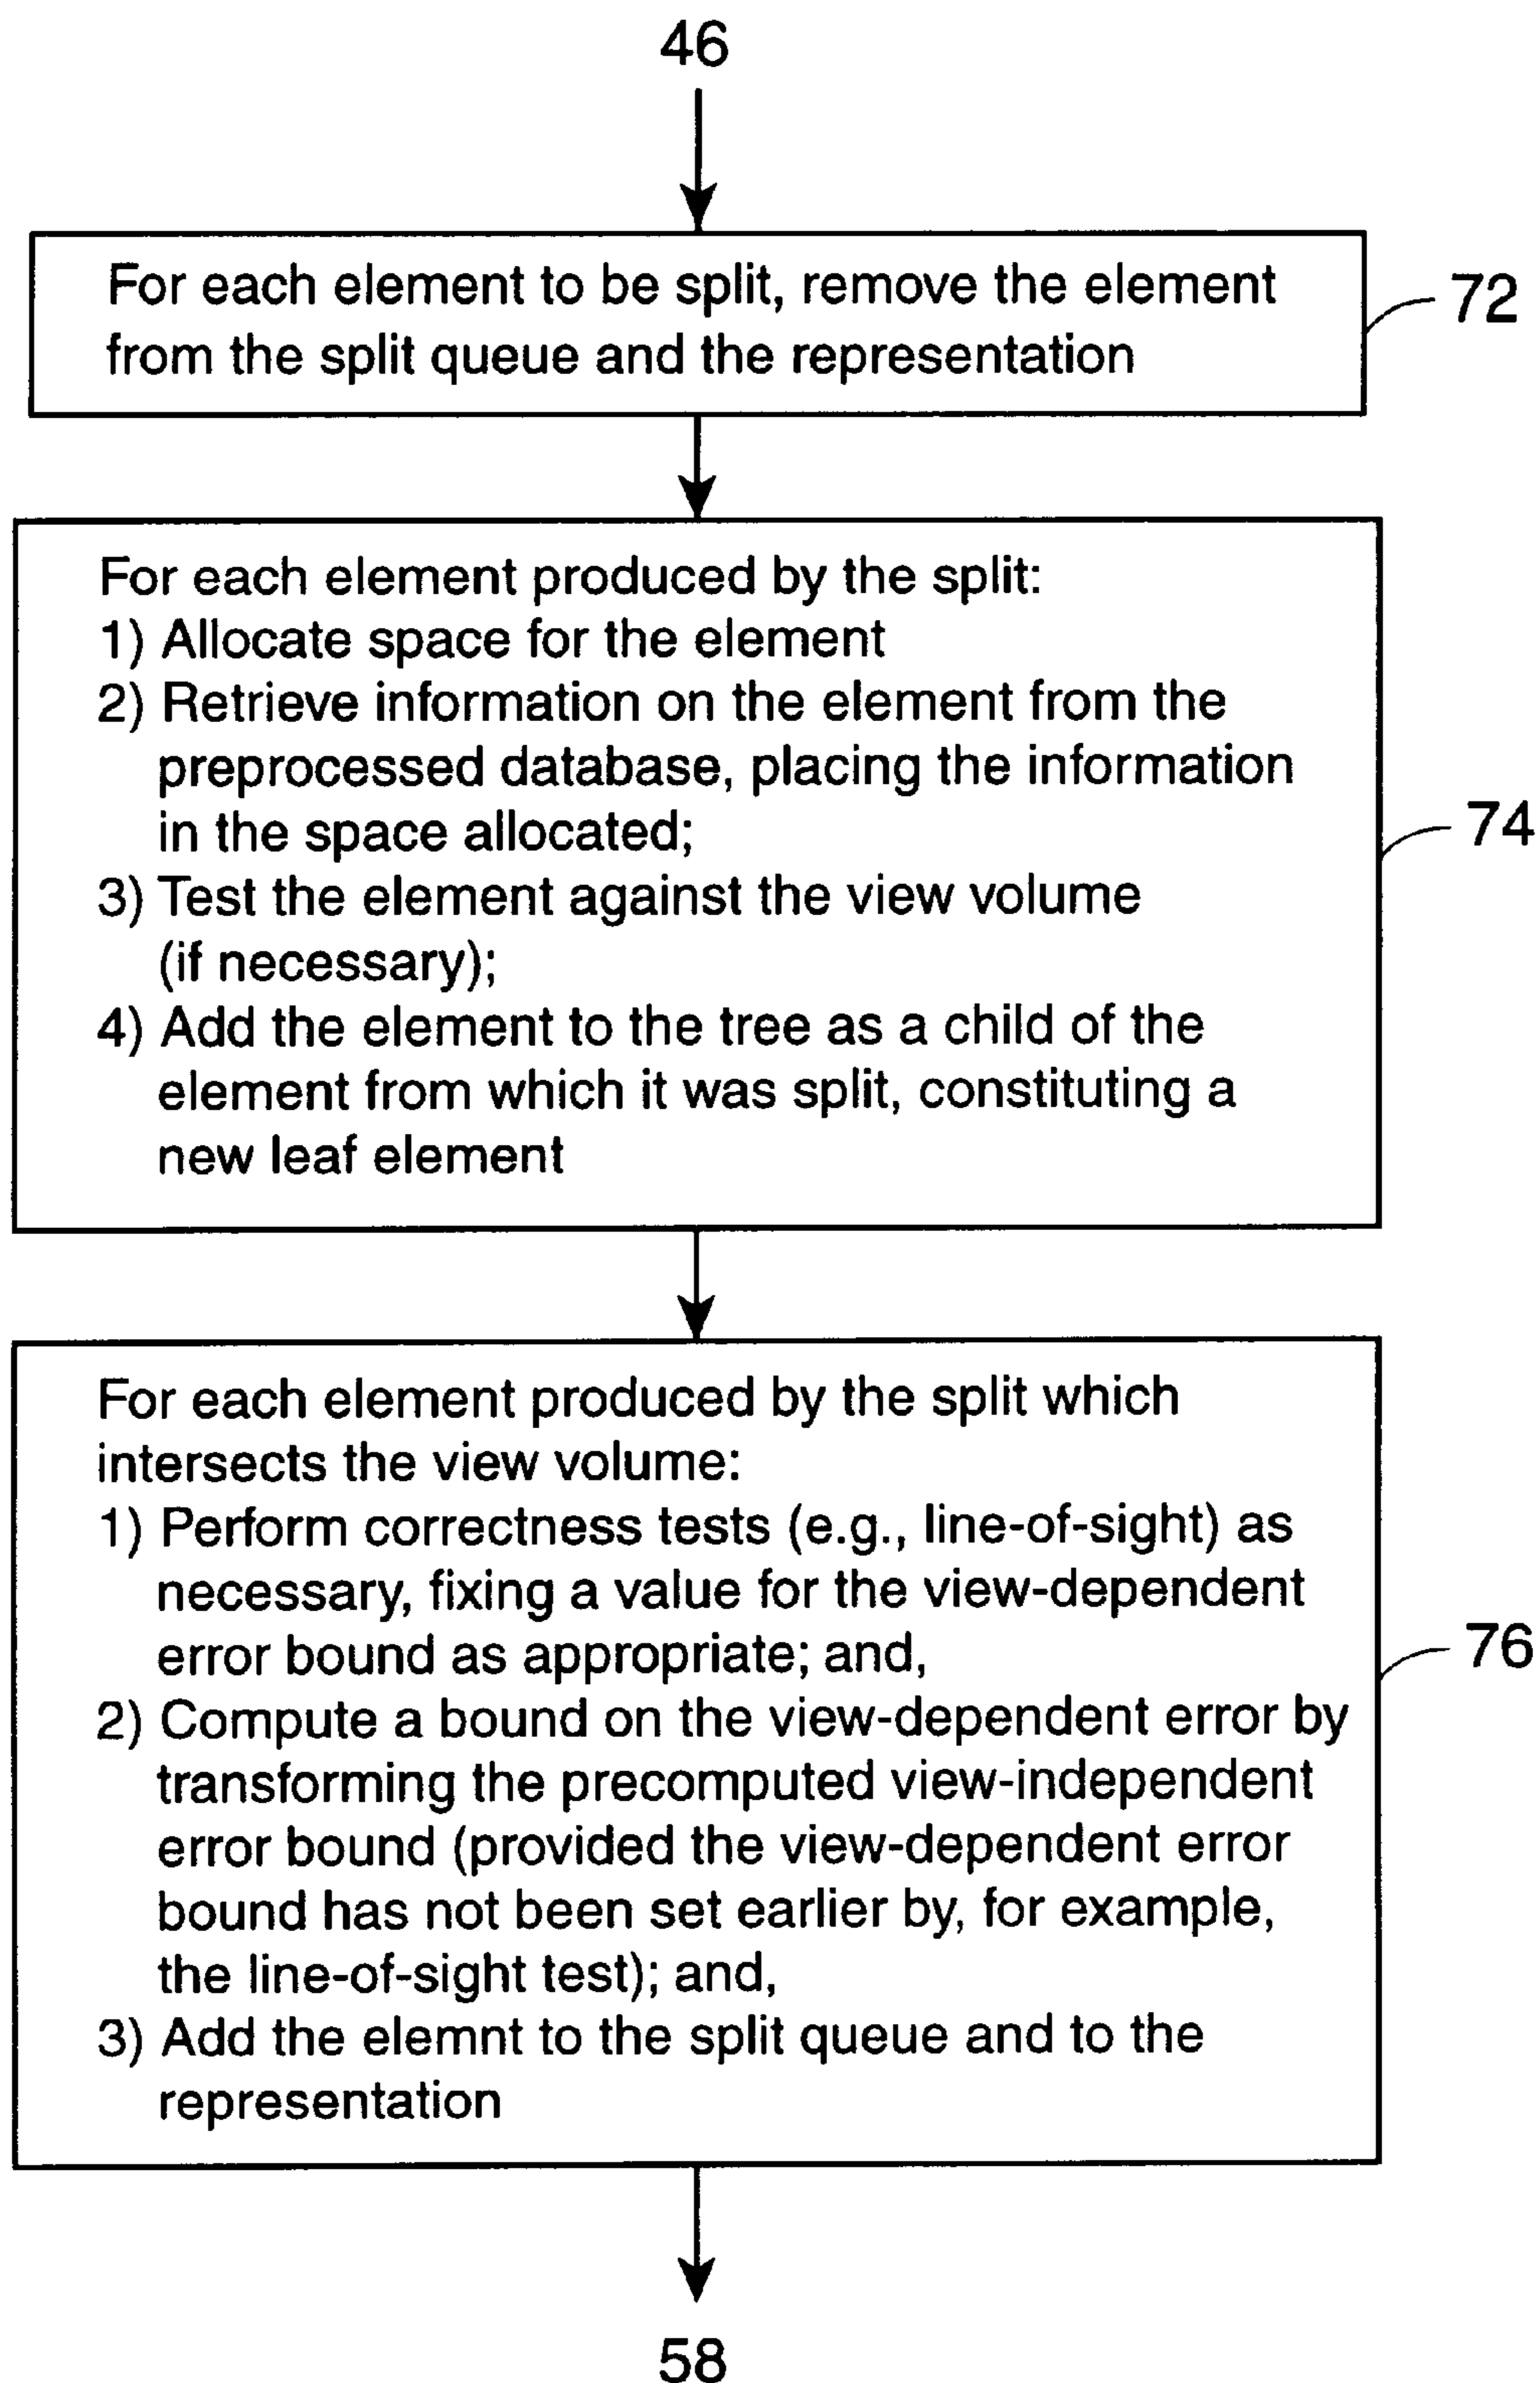 46
For each element to be split, remove the element
from the split queue and the representation
72
For each element produced by the split:
1) Allocate space for the element
2) Retrieve information on the element from the
preprocessed database, placing the information
in the space allocated;
3) Test the element against the view volume
(if necessary);
4) Add the element to the tree as a child of the
element from which it was split, constituting a
new leaf element
74
For each element produced by the split which
intersects the view volume:
1) Perform correctness tests (e.g., line-of-sight) as
necessary, fixing a value for the view-dependent
error bound as appropriate; and,
2) Compute a bound on the view-dependent error by
transforming the precomputed view-independent
error bound (provided the view-dependent error
bound has not been set earlier by, for example,
the line-of-sight test); and,
3) Add the elemnt to the split queue and to the
representation
76
58